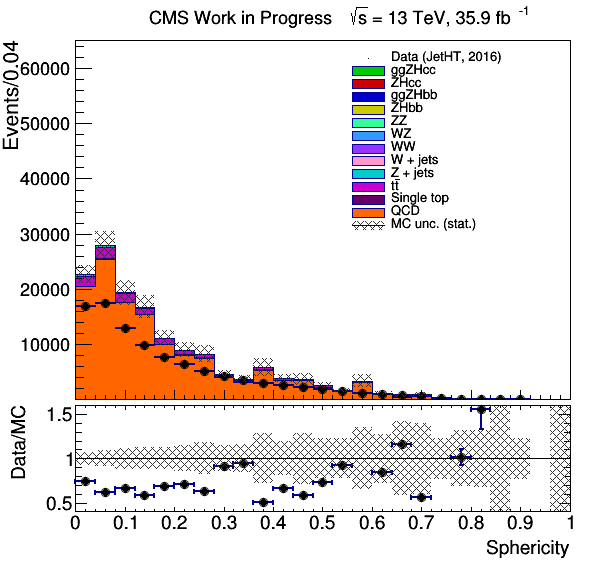 CMS Work in Progress √s = 13 TeV, 35.9 fb -1
Events/0.04
60000
50000
40000
30000
20000
10000
Data (JetHT, 2016)
ggZHcc
ZHcc
ggZHbb
ZHbb
ZZ
WZ
WW
W + jets
Z + jets
tt̄
Single top
QCD
MC unc. (stat.)
Data/MC
1.5
1
0.5
0 0.1 0.2 0.3 0.4 0.5 0.6 0.7 0.8 0.9 1
Sphericity